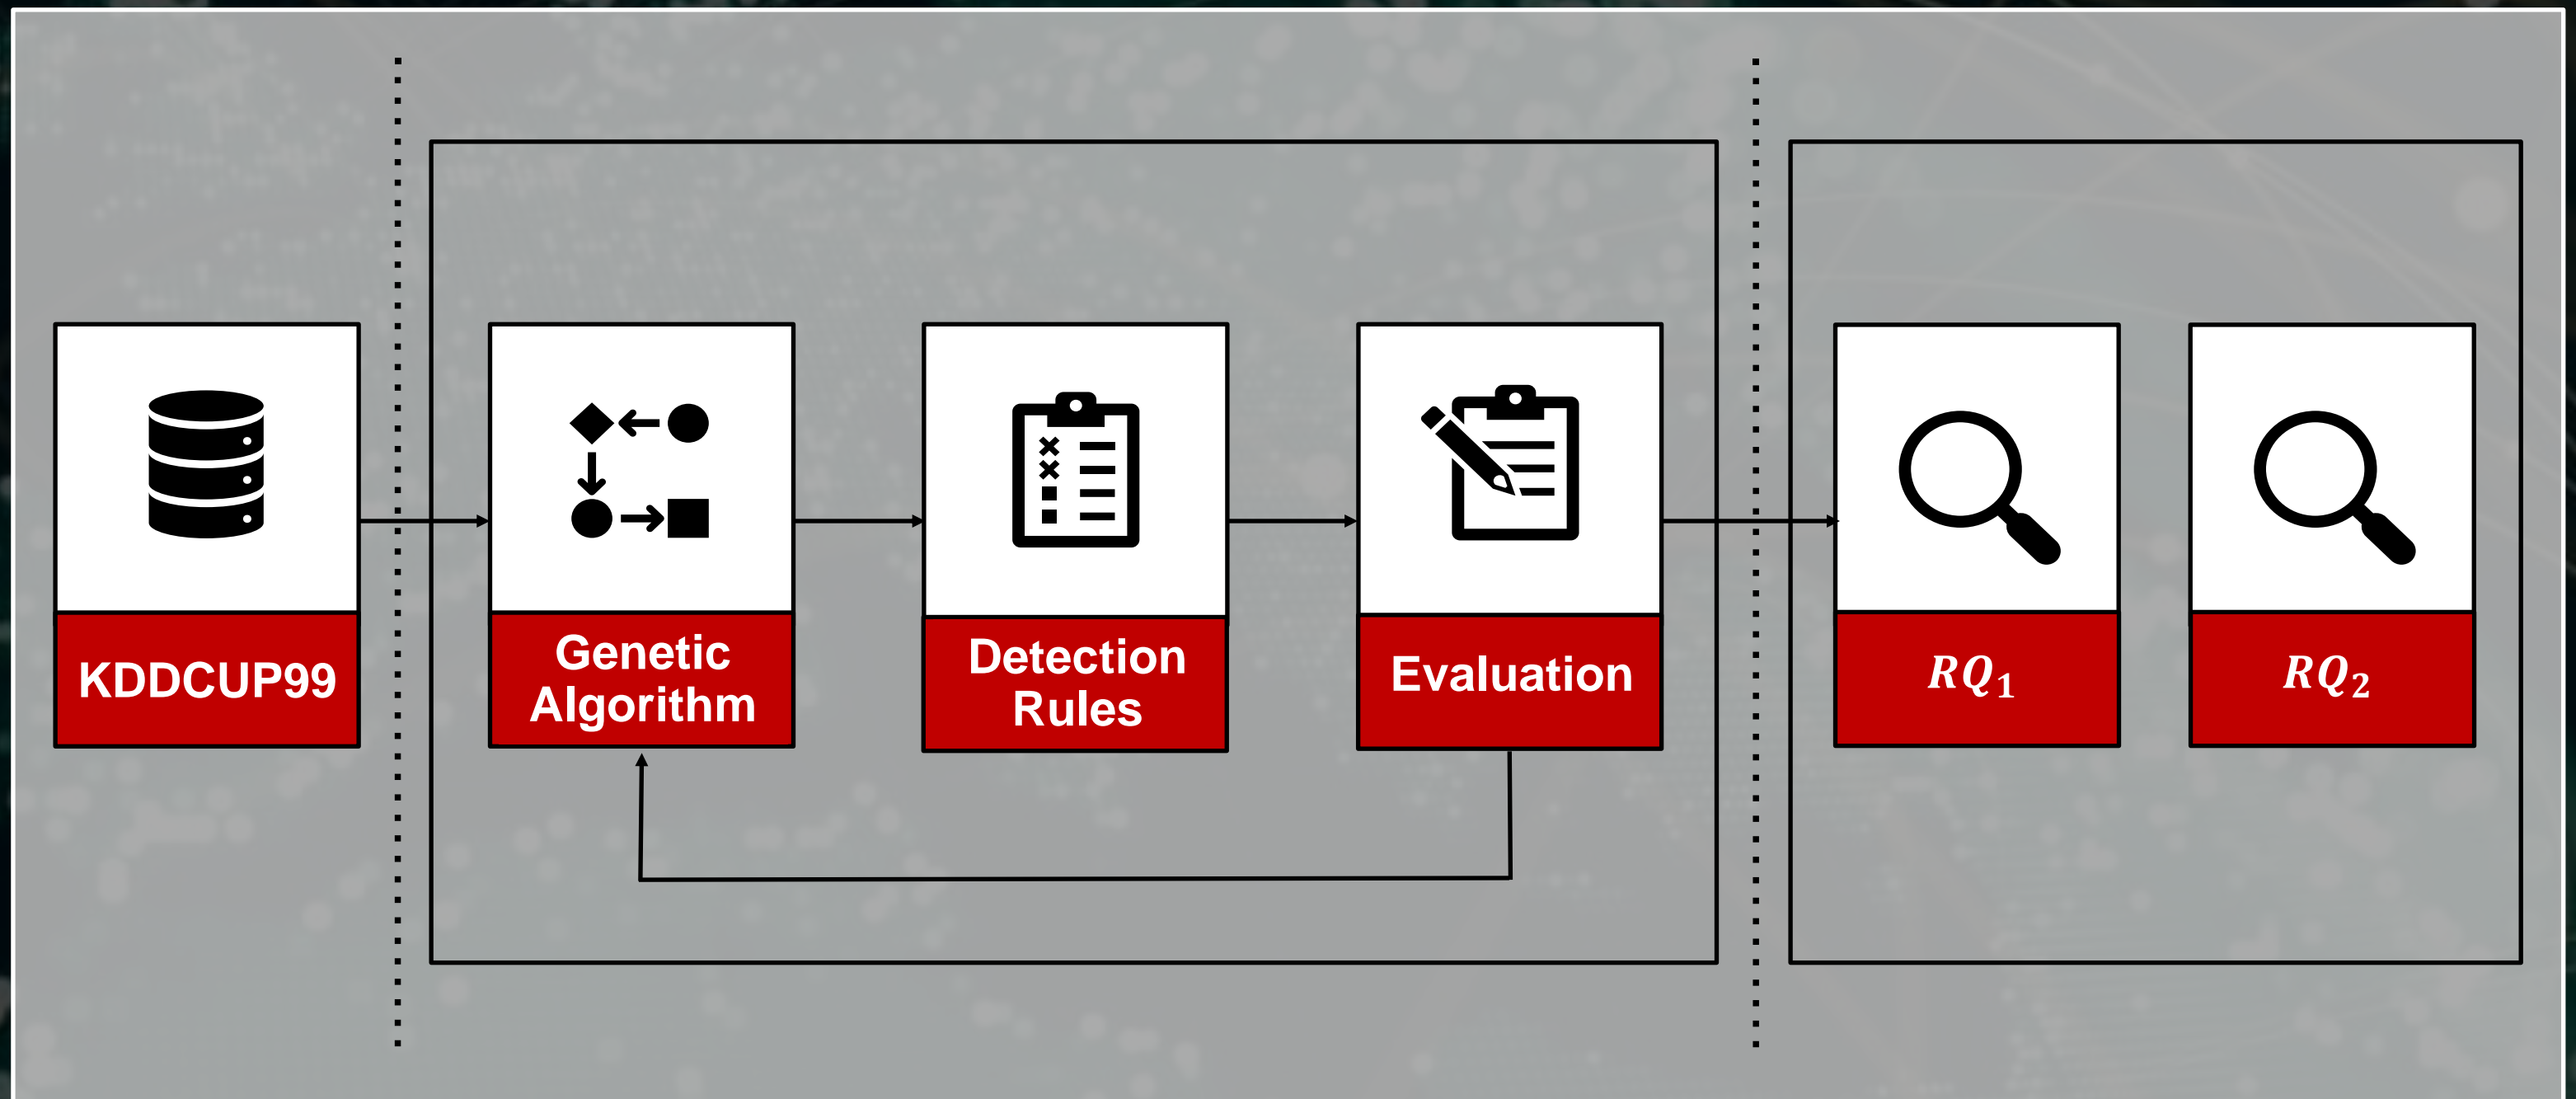 KDDCUP99
Genetic
Algorithm
Detection
Rules
Evaluation
RQ₁
RQ₂